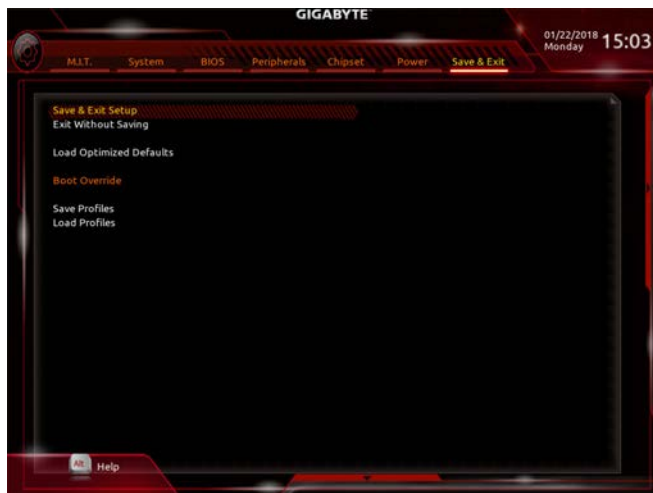 GIGABYTE™
01/22/2018 15:03
Monday
M.I.T. System BIOS Peripherals Chipset Power Save & Exit
Save & Exit Setup
Exit Without Saving
Load Optimized Defaults
Boot Override
Save Profiles
Load Profiles
Alt Help